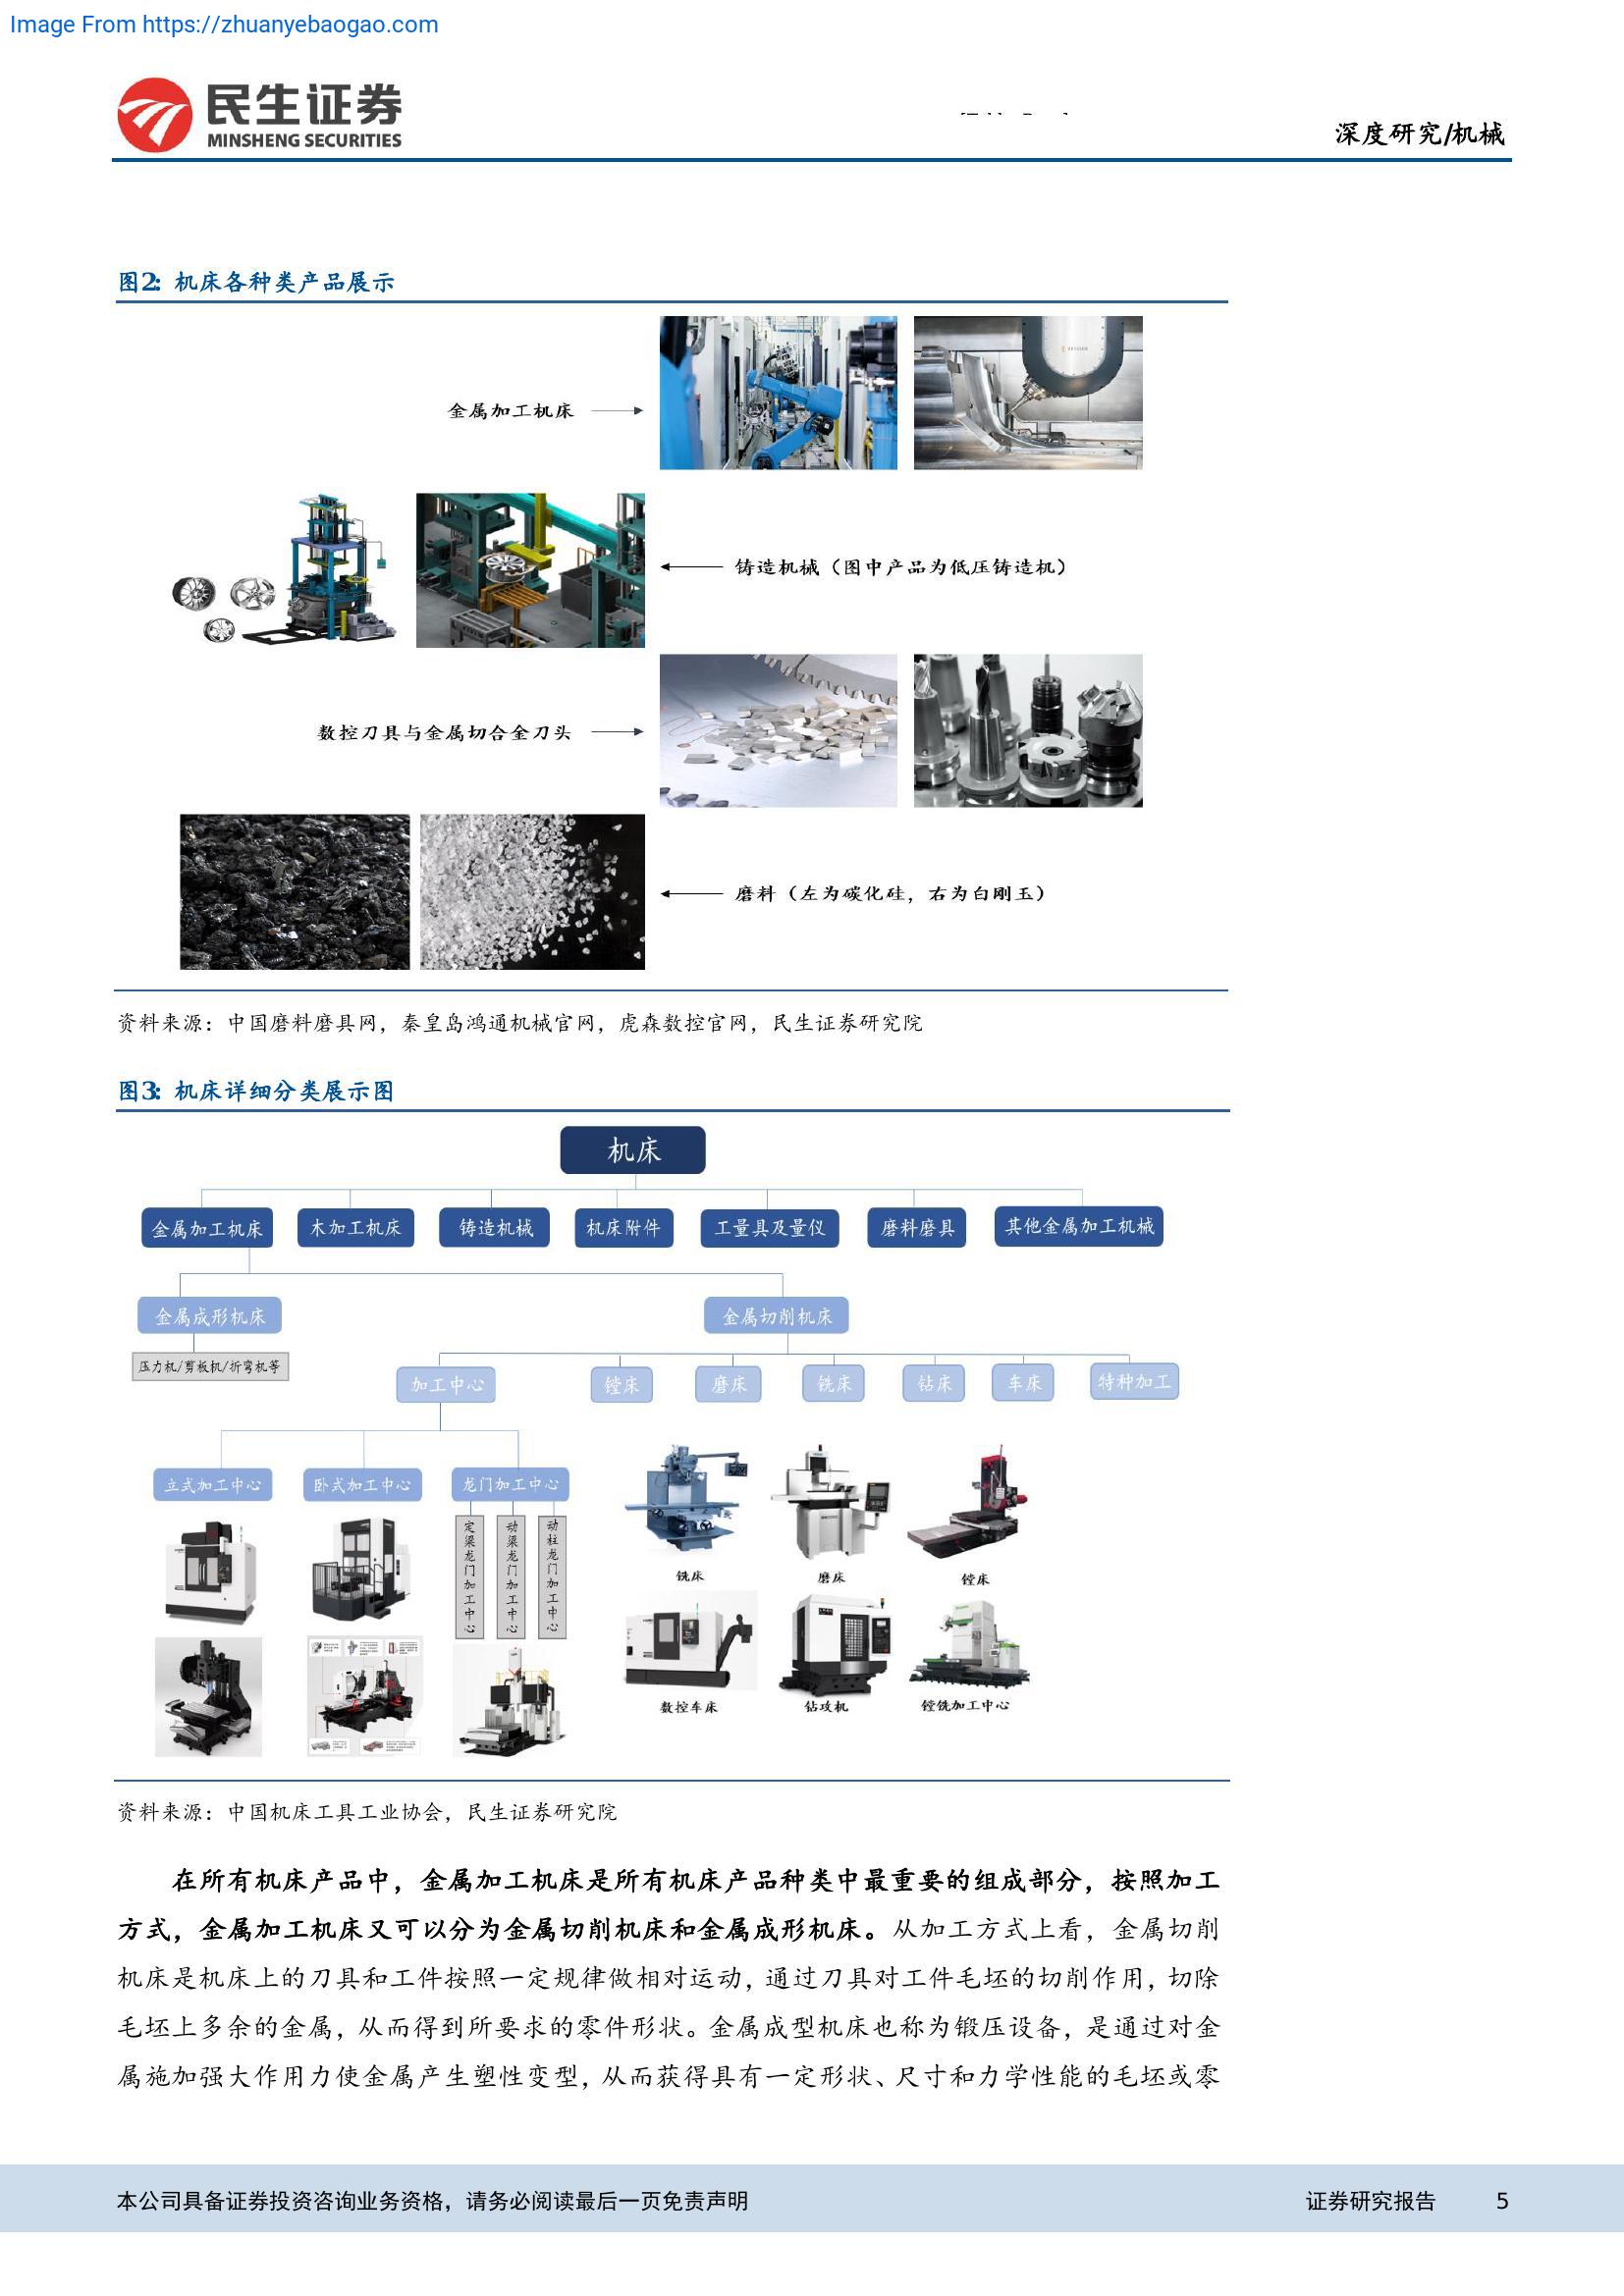 Image From https://zhuanyebaogao.com
民生证券
MINSHENG SECURITIES
深度研究/机械
图2: 机床各种类产品展示
金属加工机床
铸造机械（图中产品为低压铸造机）
数控刀具与金属切合金刀头
磨料（左为碳化硅，右为白刚玉）
资料来源：中国磨料磨具网，秦皇岛鸿通机械官网，虎森数控官网，民生证券研究院
图3: 机床详细分类展示图
机床
金属加工机床 木加工机床 铸造机械 机床附件 工量具及量仪 磨料磨具 其他金属加工机械
金属成形机床 金属切削机床
压力机/剪板机/折弯机等
加工中心 镗床 磨床 铣床 钻床 车床 特种加工
立式加工中心 卧式加工中心 龙门加工中心
定梁龙门加工中心
动梁龙门加工中心
动柱龙门加工中心
铣床 磨床 镗床
数控车床 钻攻机 镗铣加工中心
资料来源：中国机床工具工业协会，民生证券研究院
在所有机床产品中，金属加工机床是所有机床产品种类中最重要的组成部分，按照加工
方式，金属加工机床又可以分为金属切削机床和金属成形机床。从加工方式上看，金属切削
机床是机床上的刀具和工件按照一定规律做相对运动，通过刀具对工件毛坯的切削作用，切除
毛坯上多余的金属，从而得到所要求的零件形状。金属成型机床也称为锻压设备，是通过对金
属施加强大作用力使金属产生塑性变型，从而获得具有一定形状、尺寸和力学性能的毛坯或零
本公司具备证券投资咨询业务资格，请务必阅读最后一页免责声明 证券研究报告 5